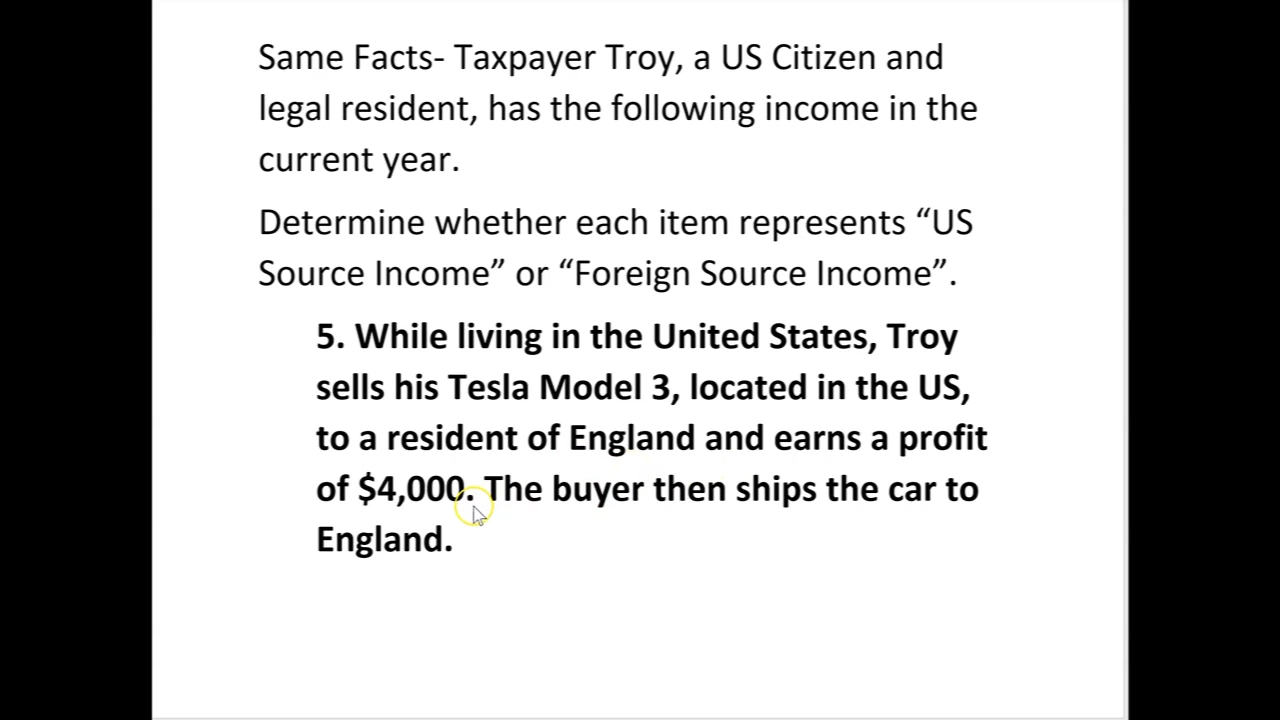 Same Facts- Taxpayer Troy, a US Citizen and
legal resident, has the following income in the
current year.
Determine whether each item represents “US
Source Income” or “Foreign Source Income”.
5. While living in the United States, Troy
sells his Tesla Model 3, located in the US,
to a resident of England and earns a profit
of $4,000. The buyer then ships the car to
England.